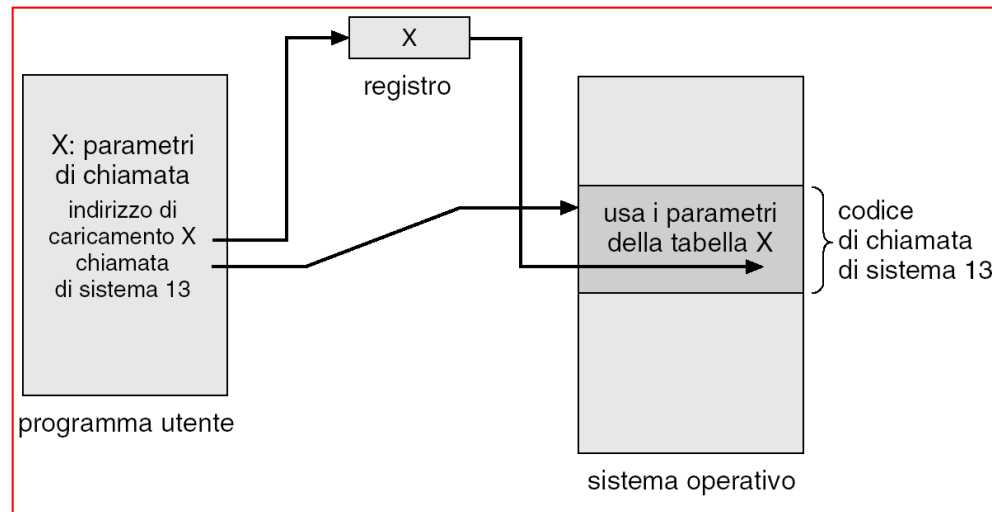 X
registro
X: parametri
di chiamata
indirizzo di
caricamento X
chiamata
di sistema 13
programma utente
usa i parametri
della tabella X
codice
di chiamata
di sistema 13
sistema operativo